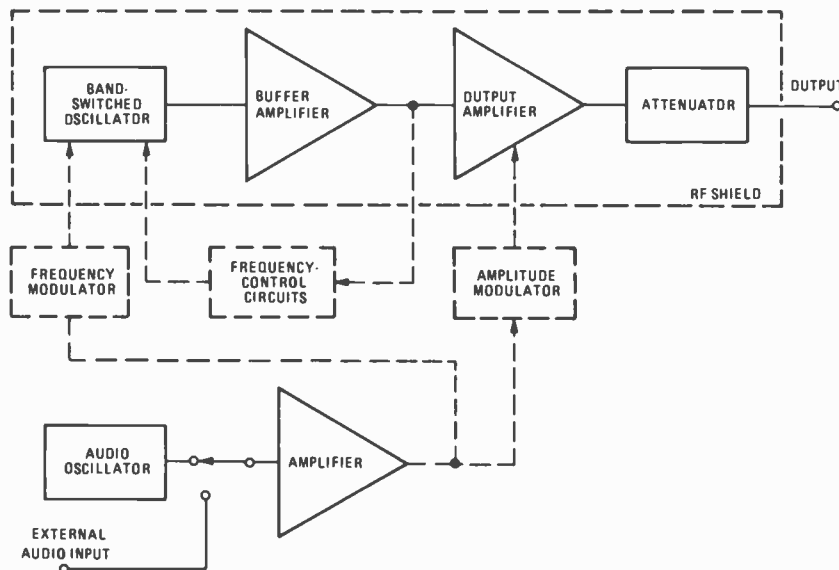 BAND-
SWITCHED
OSCILLATOR
BUFFER
AMPLIFIER
OUTPUT
AMPLIFIER
ATTENUATOR
OUTPUT
RF SHIELD
FREQUENCY
MODULATOR
FREQUENCY-
CONTROL
CIRCUITS
AMPLITUDE
MODULATOR
AUDIO
OSCILLATOR
AMPLIFIER
EXTERNAL
AUDIO INPUT